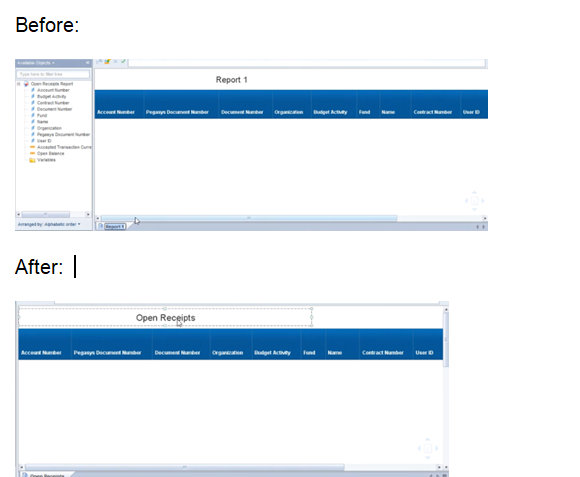 Before:
Available Objects
Type here to filter tree
Report 1
Open Receipts Report
Account Number
Budget Activity
Contract Number
Document Number
Fund
Name
Organization
Pegasys Document Number
User ID
Accepted Transaction Curre
Open Balance
Variables
Account Number Pegasys Document Number Document Number Organization Budget Activity Fund Name Contract Number User ID
Arranged by: Alphabetic order
Report 1
After:
Open Receipts
Account Number Pegasys Document Number Document Number Organization Budget Activity Fund Name Contract Number User ID
Open Receipts